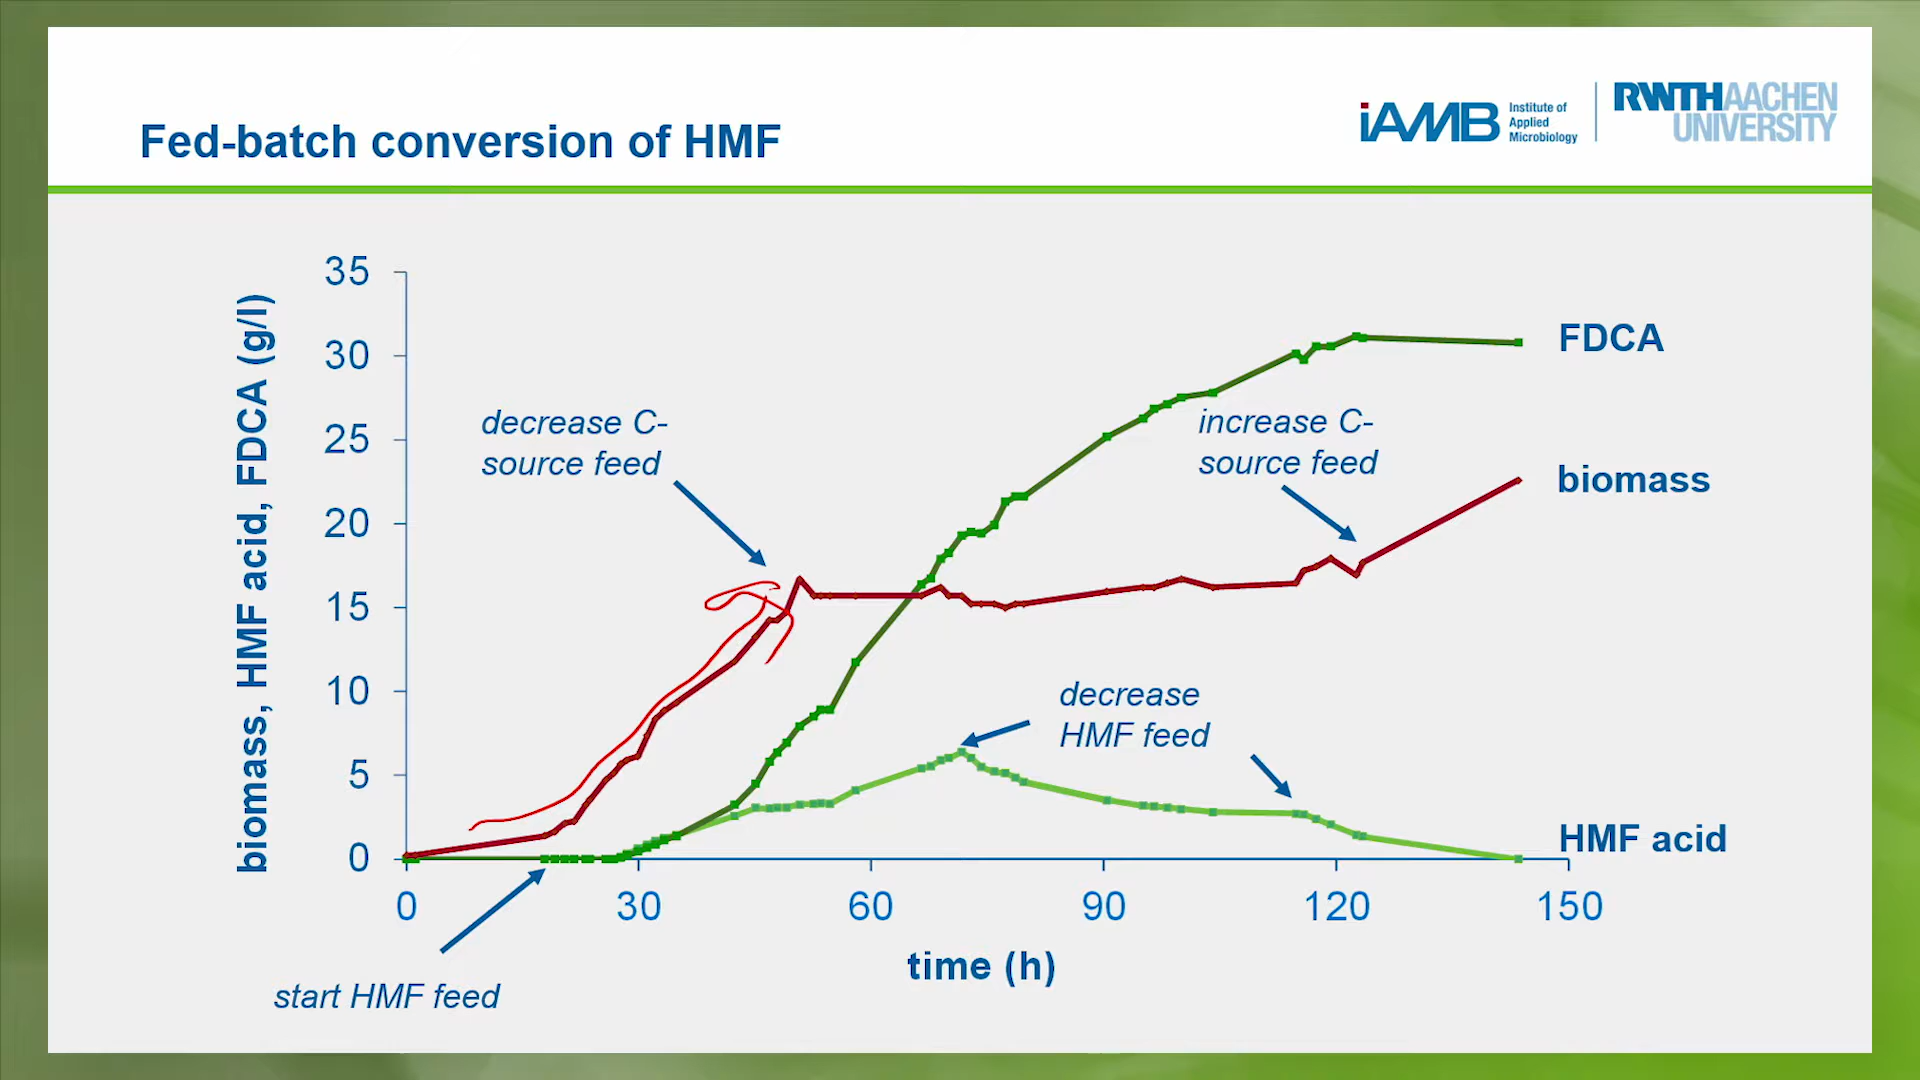 Fed-batch conversion of HMF
iAMB
Institute of
Applied
Microbiology
RWTHAACHEN
UNIVERSITY
biomass, HMF acid, FDCA (g/l)
35
30
25
20
15
10
5
0
decrease C-
source feed
increase C-
source feed
decrease
HMF feed
FDCA
biomass
HMF acid
0 30 60 90 120 150
time (h)
start HMF feed